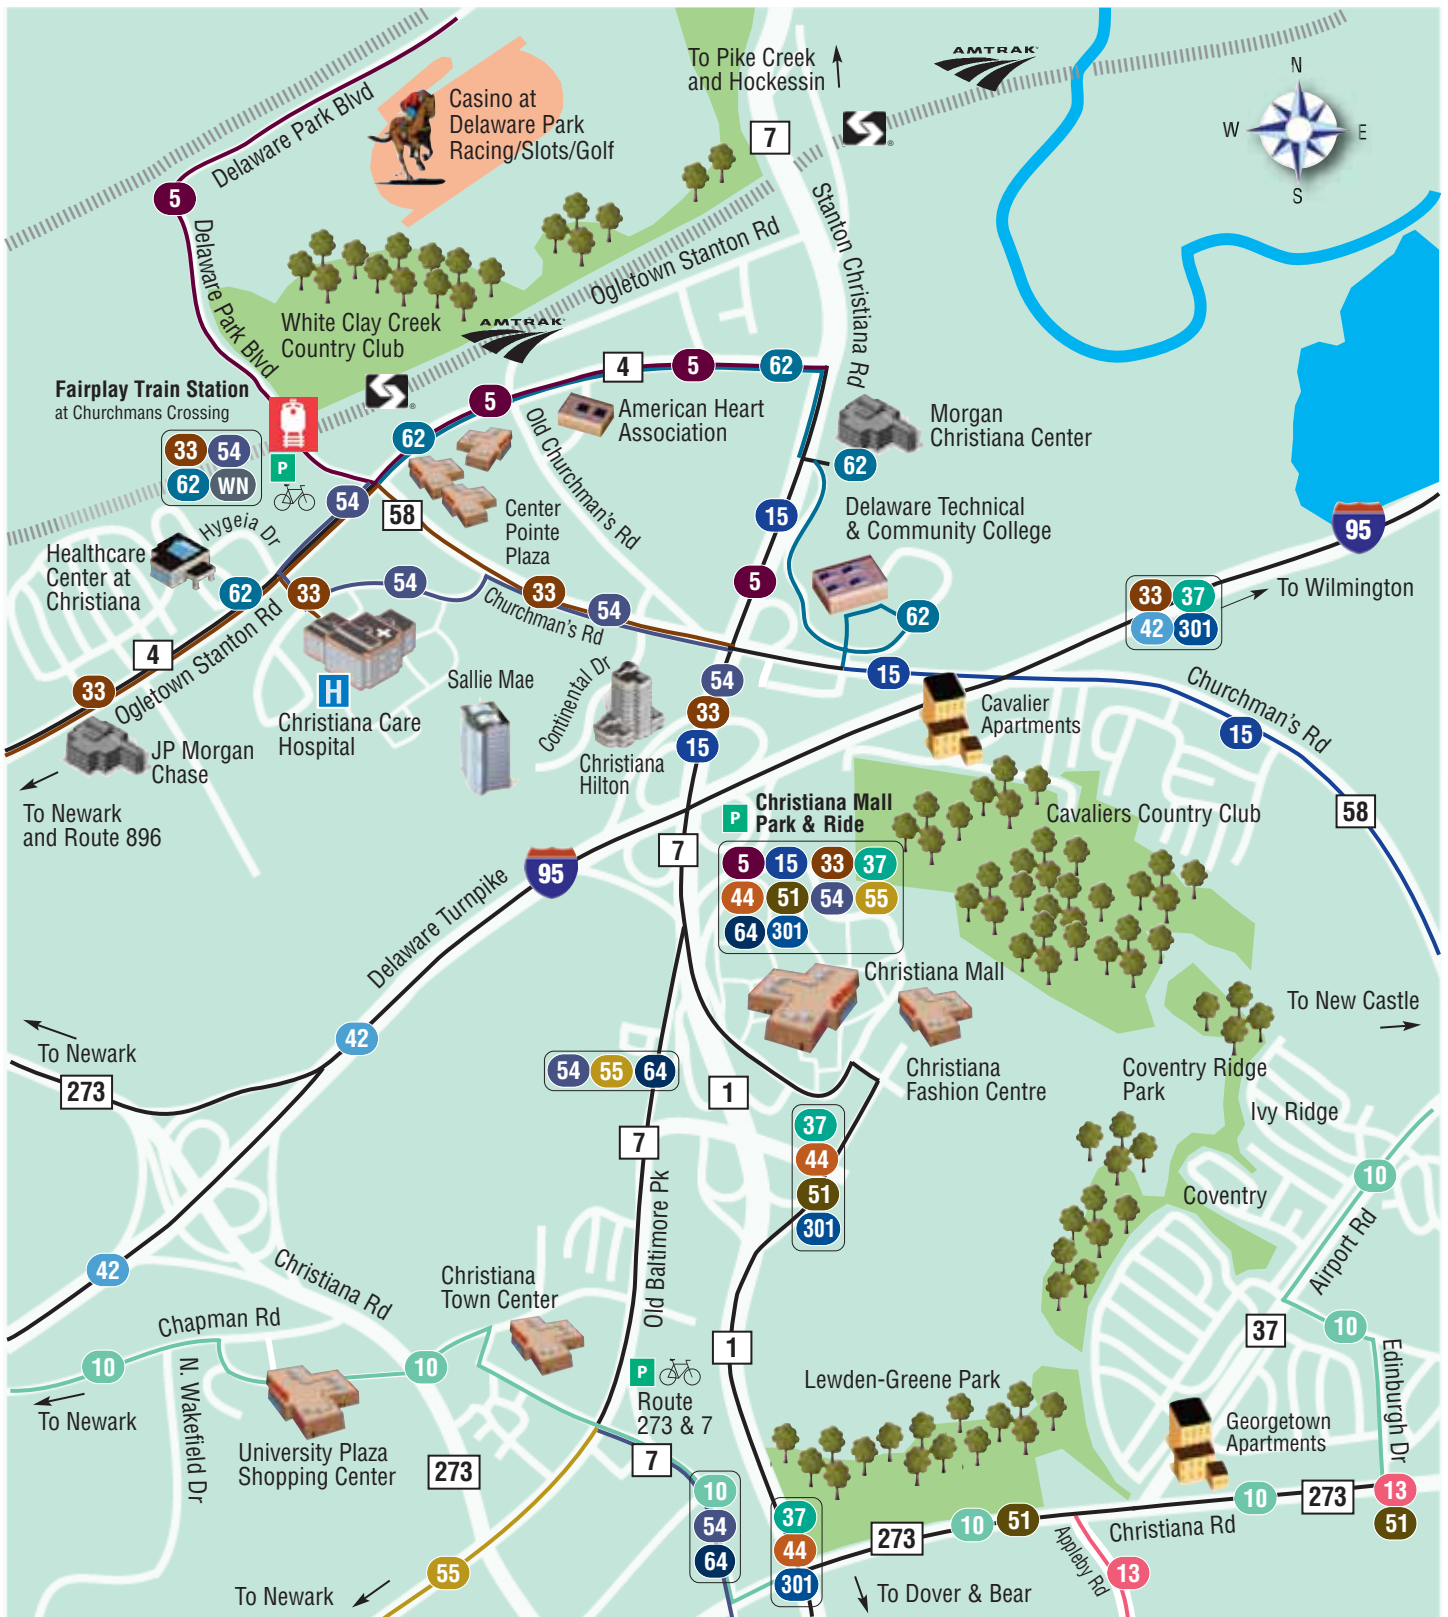 To Pike Creek
and Hockessin
AMTRAK
N
W
E
S
7
Delaware Park Blvd
Casino at
Delaware Park
Racing/Slots/Golf
5
Delaware Park Blvd
Stanton Christiana Rd
Ogletown Stanton Rd
White Clay Creek
Country Club
AMTRAK
4
5
62
Fairplay Train Station
at Churchmans Crossing
33
54
62
WN
P
5
62
Old Churchman's Rd
American Heart
Association
Morgan
Christiana Center
62
54
58
Center
Pointe
Plaza
15
Delaware Technical
& Community College
95
Hygeia Dr
Healthcare
Center at
Christiana
62
33
54
33
54
Churchman's Rd
5
62
33
37
42
301
To Wilmington
4
Ogletown Stanton Rd
33
H
Christiana Care
Hospital
Sallie Mae
Continental Dr
Christiana
Hilton
54
33
15
15
Cavalier
Apartments
Churchman's Rd
15
58
JP Morgan
Chase
To Newark
and Route 896
7
P
Christiana Mall
Park & Ride
5
15
33
37
44
51
54
55
64
301
Cavaliers Country Club
95
Delaware Turnpike
Christiana Mall
Christiana
Fashion Centre
To New Castle
To Newark
273
42
54
55
64
1
7
37
44
51
301
Coventry Ridge
Park
Ivy Ridge
Coventry
10
Airport Rd
42
Christiana Rd
Christiana
Town Center
Old Baltimore Pk
Chapman Rd
10
10
N. Wakefield Dr
To Newark
University Plaza
Shopping Center
273
P
Route
273 & 7
7
1
Lewden-Greene Park
37
10
Edinburgh Dr
Georgetown
Apartments
10
54
64
37
44
301
273
10
51
Christiana Rd
10
273
13
51
Appleby Rd
13
55
To Newark
To Dover & Bear